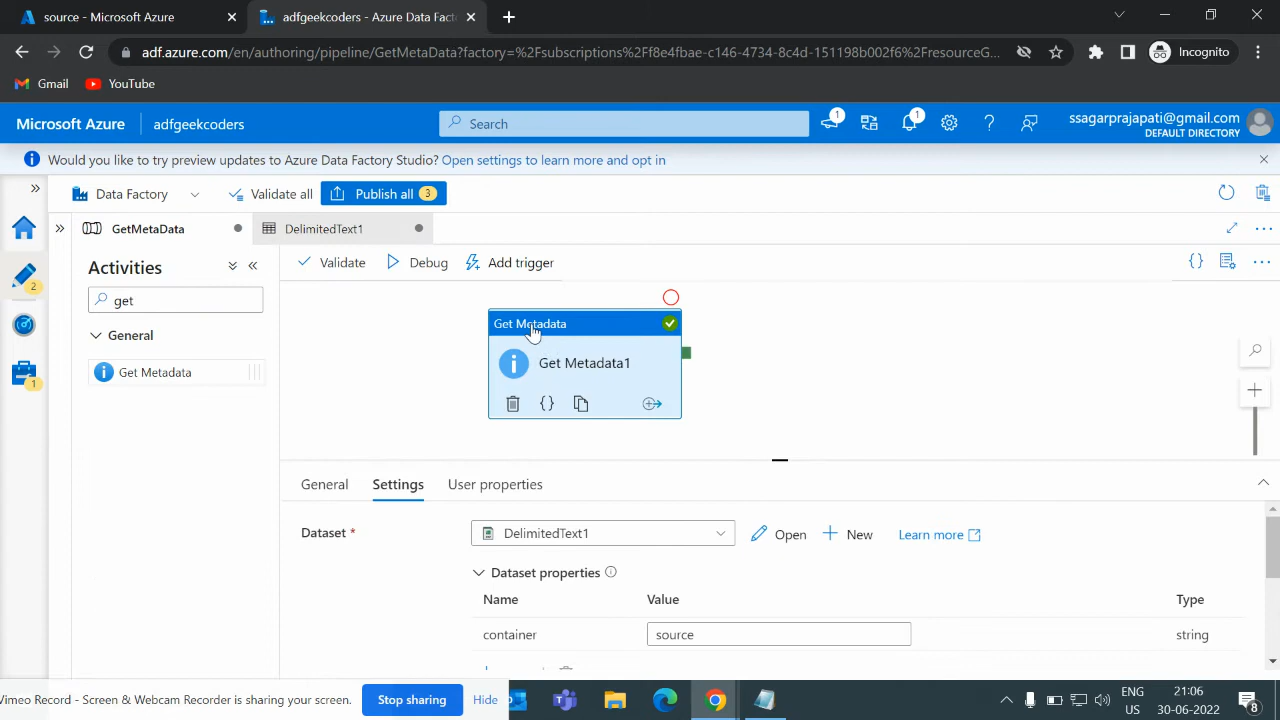 source - Microsoft Azure
adfgeekcoders - Azure Data Fact
adf.azure.com/en/authoring/pipeline/GetMetaData?factory=%2Fsubscriptions%2Ff8e4fbae-c146-4734-8c4d-151198b002f6%2FresourceG...
Incognito
Gmail
YouTube
Microsoft Azure
adfgeekcoders
Search
1
1
ssagarprajapati@gmail.com
DEFAULT DIRECTORY
Would you like to try preview updates to Azure Data Factory Studio? Open settings to learn more and opt in
Data Factory
Validate all
Publish all 3
GetMetaData
DelimitedText1
Activities
Validate
Debug
Add trigger
2
get
General
Get Metadata
1
Get Metadata
Get Metadata1
General
Settings
User properties
Dataset *
DelimitedText1
Open
New
Learn more
Dataset properties
Name
Value
Type
container
source
string
Vimeo Record - Screen & Webcam Recorder is sharing your screen.
Stop sharing
Hide
ENG
US
21:06
30-06-2022
8